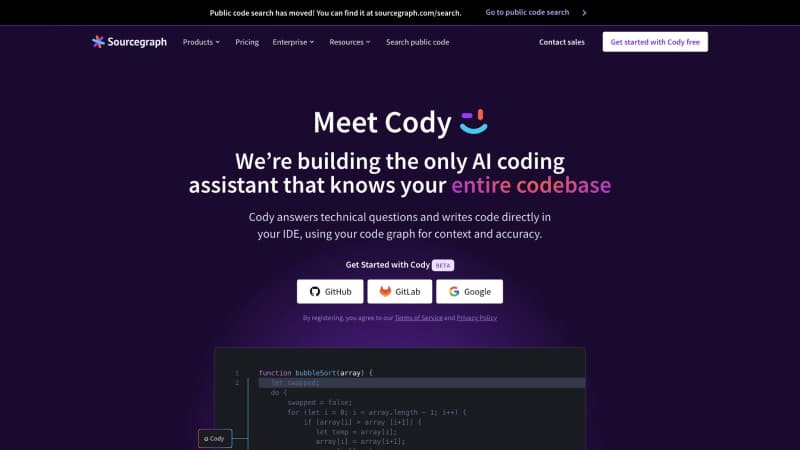 Public code search has moved! You can find it at sourcegraph.com/search. Go to public code search
Sourcegraph Products Pricing Enterprise Resources Search public code Contact sales Get started with Cody free
Meet Cody
We’re building the only AI coding
assistant that knows your entire codebase
Cody answers technical questions and writes code directly in
your IDE, using your code graph for context and accuracy.
Get Started with Cody BETA
GitHub GitLab Google
By registering, you agree to our Terms of Service and Privacy Policy
1 function bubbleSort(array) {
2 let swapped;
do {
swapped = false;
for (let i = 0; i < array.length - 1; i++) {
if (array[i] > array [i+1]) {
let temp = array[i];
Cody array[i] = array[i+1];